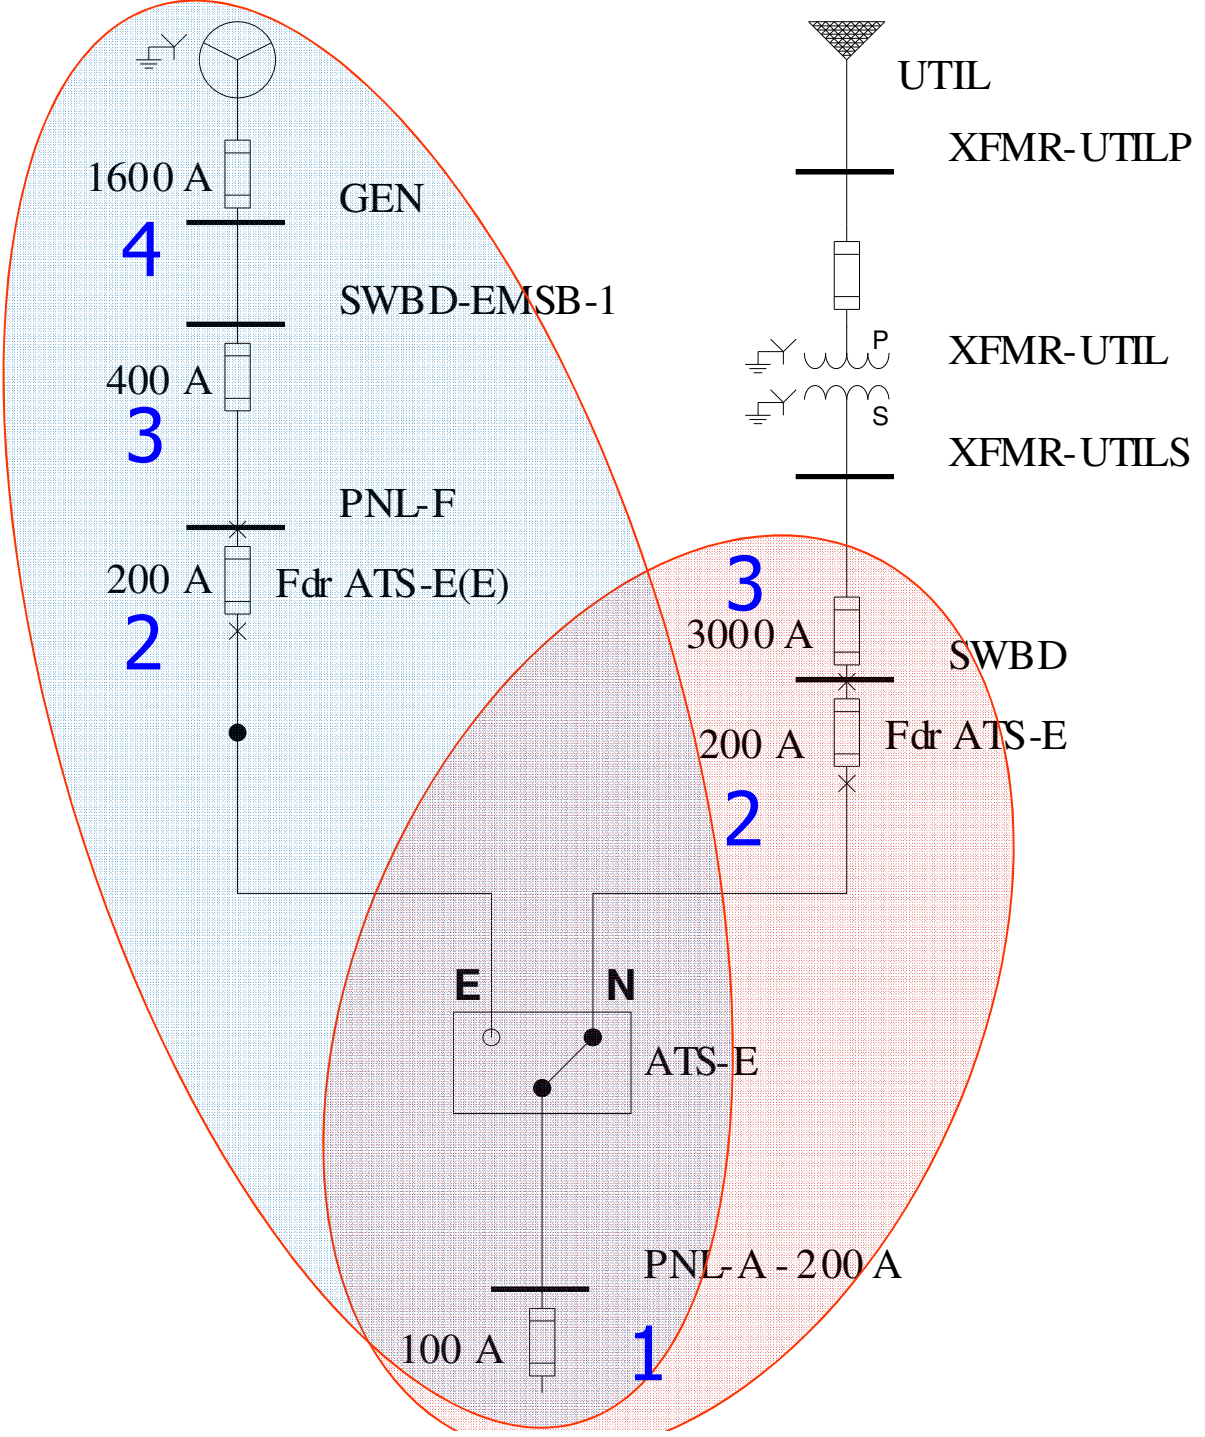 UTIL
XFMR-UTILP
1600 A
GEN
4
SWBD-EMSB-1
P
XFMR-UTIL
400 A
S
3
XFMR-UTILS
PNL-F
200 A
Fdr ATS-E(E)
3
2
3000 A
SWBD
200 A
Fdr ATS-E
2
E
N
ATS-E
PNL-A - 200 A
100 A
1